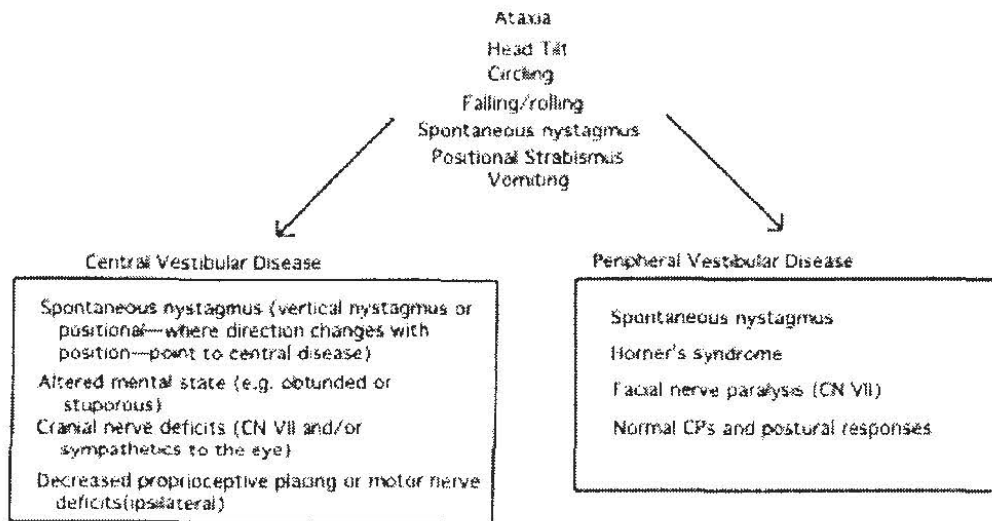 Ataxia
Head Tilt
Circling
Falling/rolling
Spontaneous nystagmus
Positional Strabismus
Vomiting
Central Vestibular Disease
Spontaneous nystagmus (vertical nystagmus or
positional—where direction changes with
position—point to central disease)
Altered mental state (e.g. obtunded or
stuporous)
Cranial nerve deficits (CN VII and/or
sympathetics to the eye)
Decreased proprioceptive placing or motor nerve
deficits(ipsilateral)
Peripheral Vestibular Disease
Spontaneous nystagmus
Horner's syndrome
Facial nerve paralysis (CN VII)
Normal CPs and postural responses